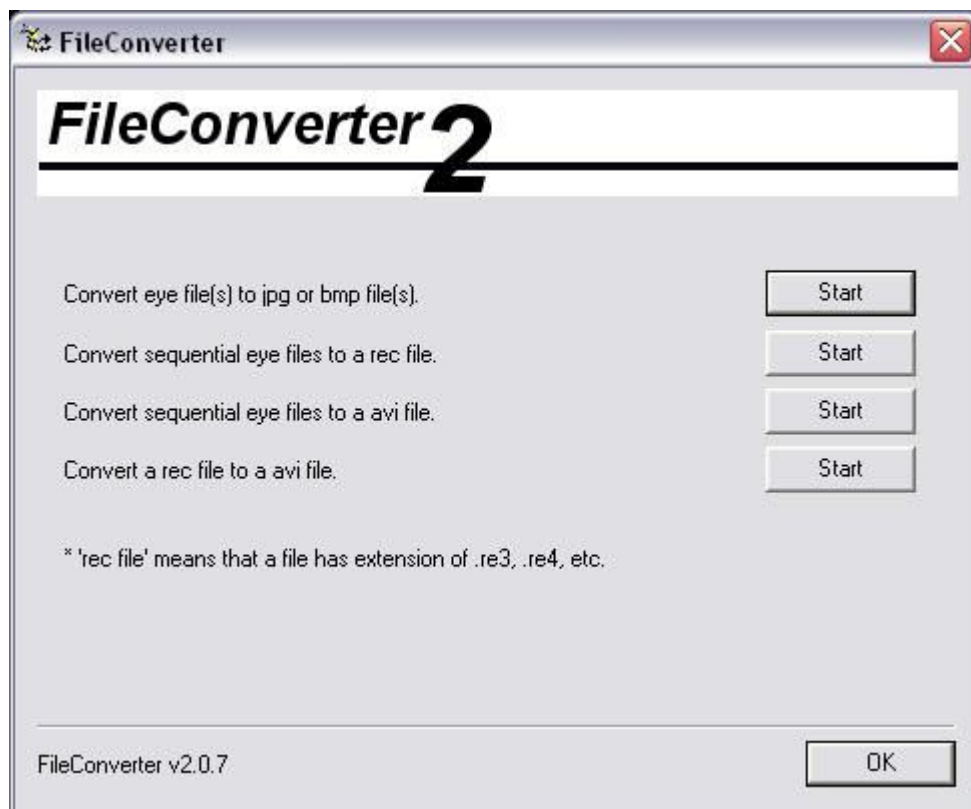 FileConverter
FileConverter2
Convert eye file(s) to jpg or bmp file(s). Start
Convert sequential eye files to a rec file. Start
Convert sequential eye files to a avi file. Start
Convert a rec file to a avi file. Start
* 'rec file' means that a file has extension of .re3, .re4, etc.
FileConverter v2.0.7 OK